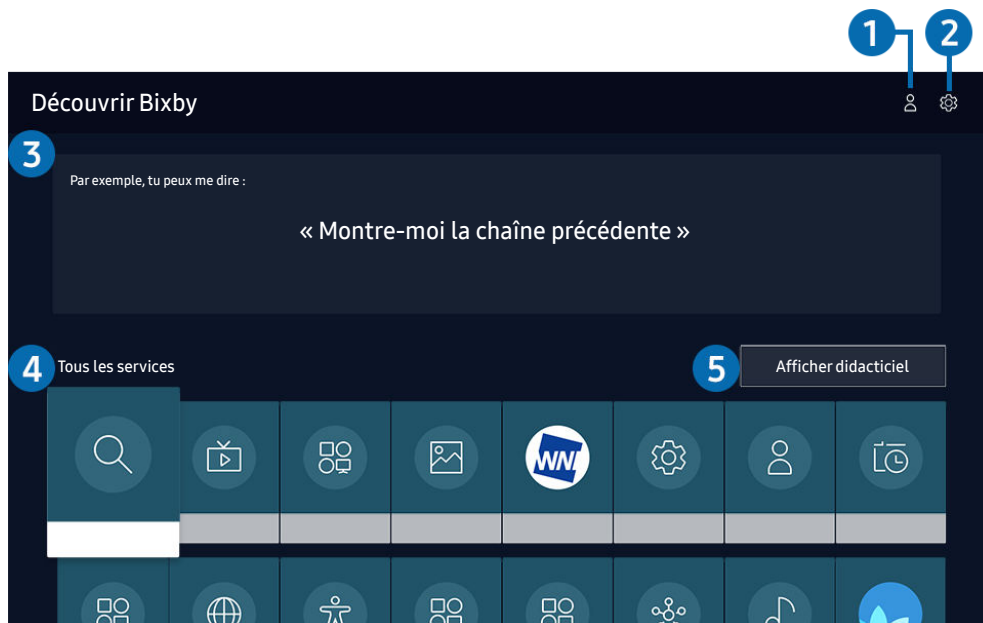 1 2
Découvrir Bixby
3
Par exemple, tu peux me dire :
« Montre-moi la chaîne précédente »
4 Tous les services
5 Afficher didacticiel
WNI